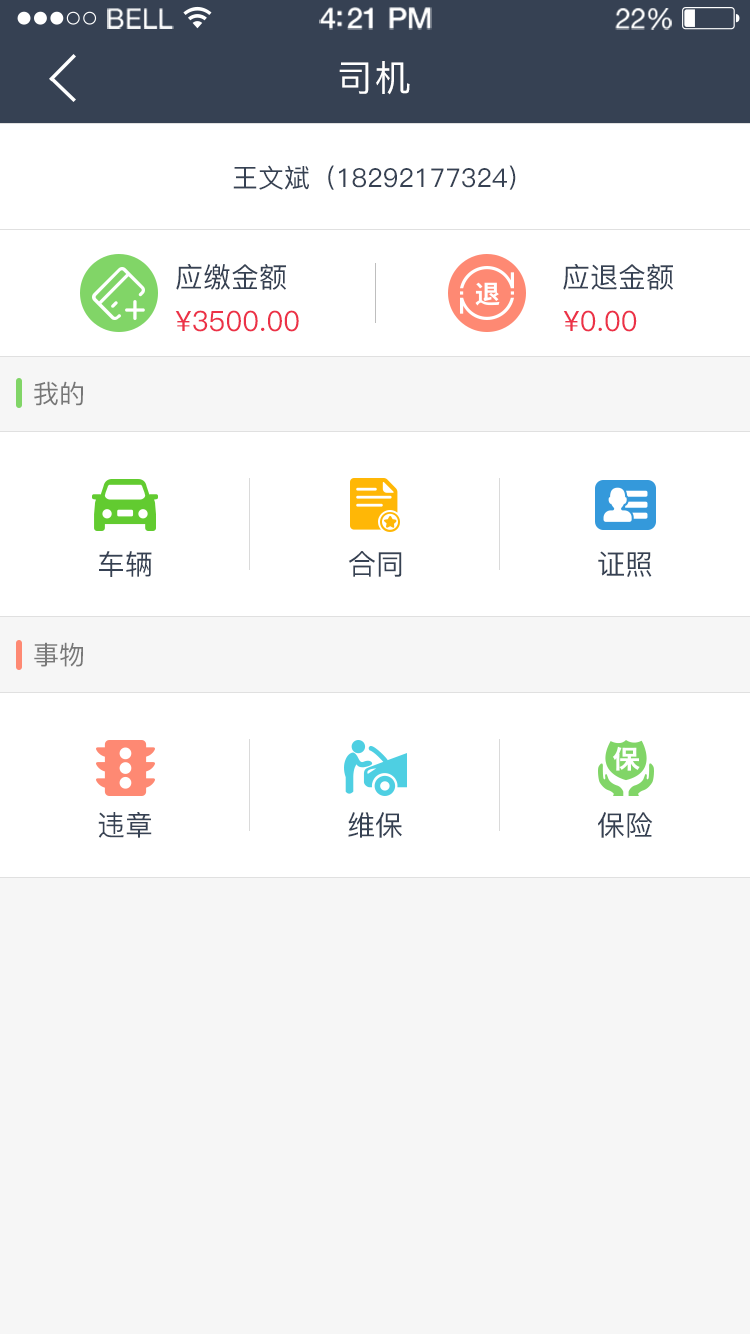 BELL 4:21 PM 22%
司机
王文斌（18292177324）
应缴金额
¥3500.00
退
应退金额
¥0.00
我的
车辆
合同
证照
事物
违章
维保
保
保险